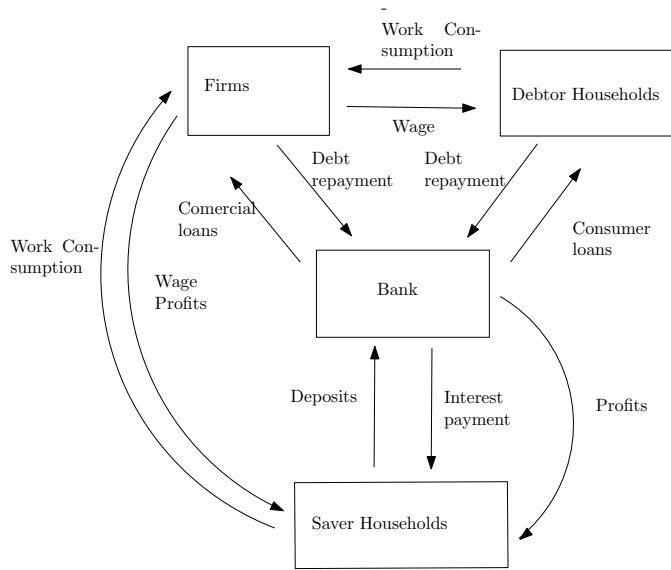 -
Work Con-
sumption
Firms
Debtor Households
Wage
Debt
repayment
Debt
repayment
Comercial
loans
Consumer
loans
Work Con-
sumption
Wage
Profits
Bank
Deposits
Interest
payment
Profits
Saver Households